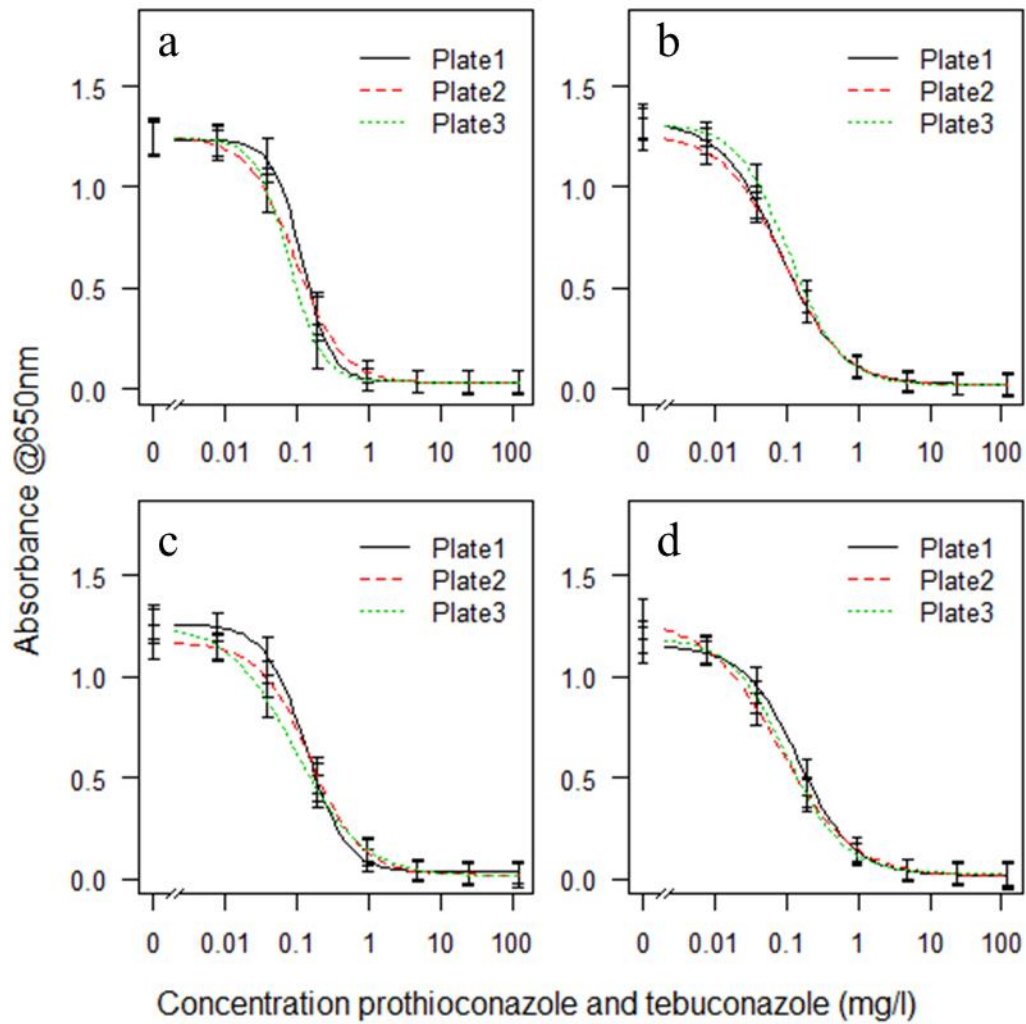 a
Plate1
Plate2
Plate3
1.5
1.0
0.5
0.0
0 0.01 0.1 1 10 100
b
Plate1
Plate2
Plate3
1.5
1.0
0.5
0.0
0 0.01 0.1 1 10 100
Absorbance @650nm
c
Plate1
Plate2
Plate3
1.5
1.0
0.5
0.0
0 0.01 0.1 1 10 100
d
Plate1
Plate2
Plate3
1.5
1.0
0.5
0.0
0 0.01 0.1 1 10 100
Concentration prothioconazole and tebuconazole (mg/l)